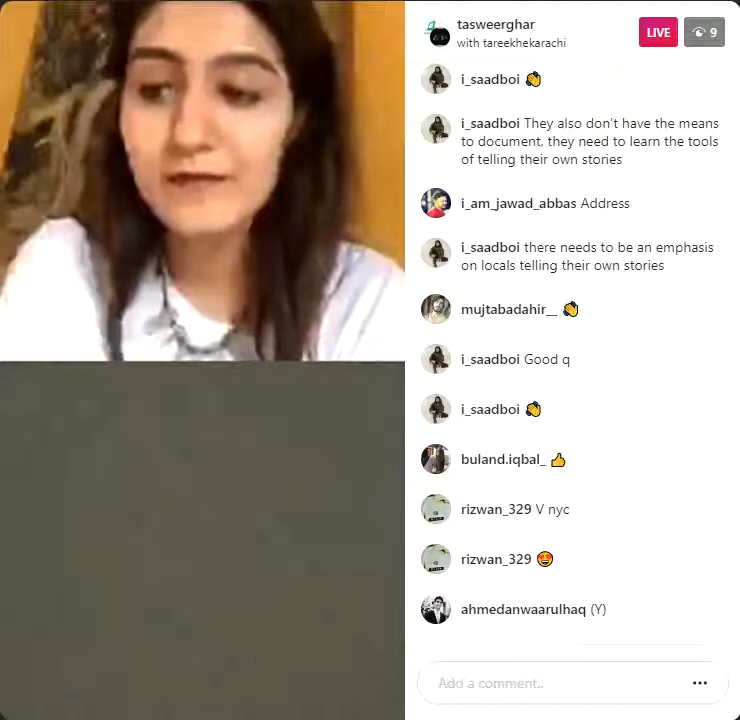 tasweerghar
LIVE
9
with tareekhekarachi
i_saadboi 👏
i_saadboi They also don't have the means
to document, they need to learn the tools
of telling their own stories
i_am_jawad_abbas Address
i_saadboi there needs to be an emphasis
on locals telling their own stories
mujtabadahir__ 👏
i_saadboi Good q
i_saadboi 👏
buland.iqbal_ 👍
rizwan_329 V nyc
rizwan_329 😍
ahmedanwaarulhaq (Y)
Add a comment..